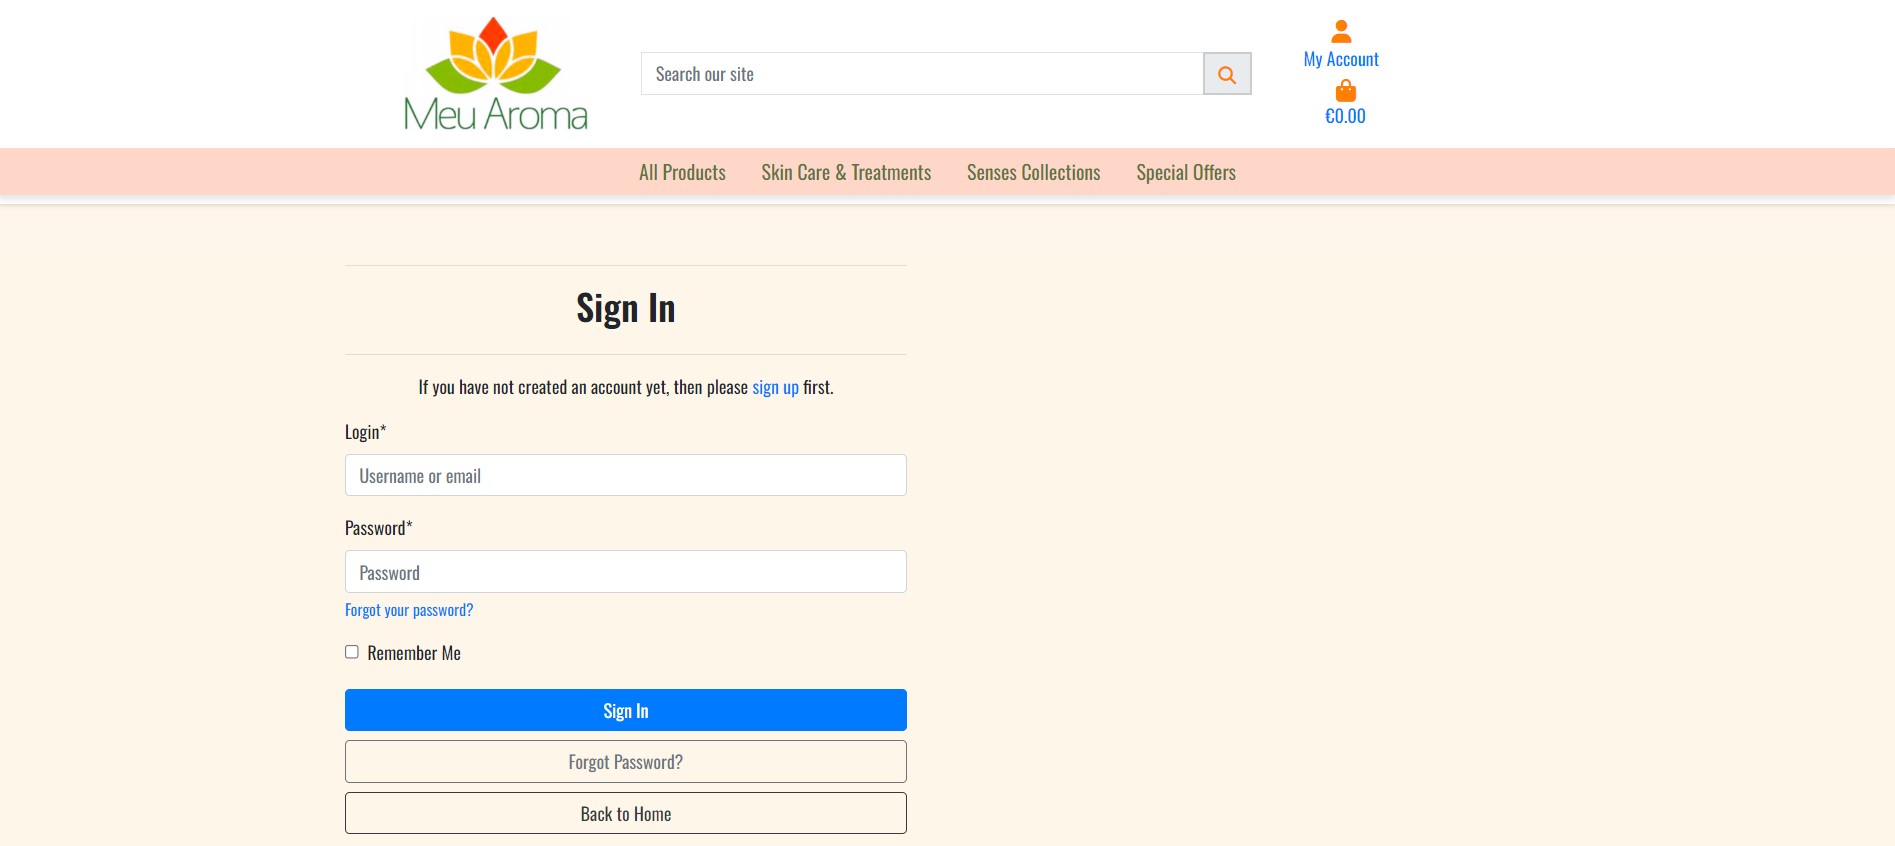 Meu Aroma
Search our site
My Account
€0.00
All Products
Skin Care & Treatments
Senses Collections
Special Offers
Sign In
If you have not created an account yet, then please sign up first.
Login*
Username or email
Password*
Password
Forgot your password?
Remember Me
Sign In
Forgot Password?
Back to Home